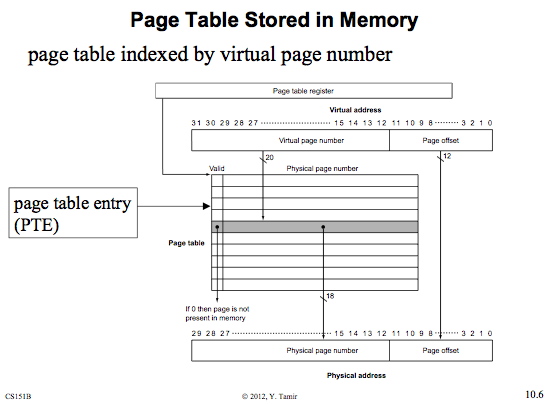 Page Table Stored in Memory
page table indexed by virtual page number
Page table register
Virtual address
31 30 29 28 27 ................... 15 14 13 12 11 10 9 8 ........ 3 2 1 0
Virtual page number Page offset
20 12
Valid Physical page number
page table entry
(PTE)
Page table
18
If 0 then page is not
present in memory
29 28 27 ................... 15 14 13 12 11 10 9 8 ........ 3 2 1 0
Physical page number Page offset
Physical address
CS151B © 2012, Y. Tamir 10.6